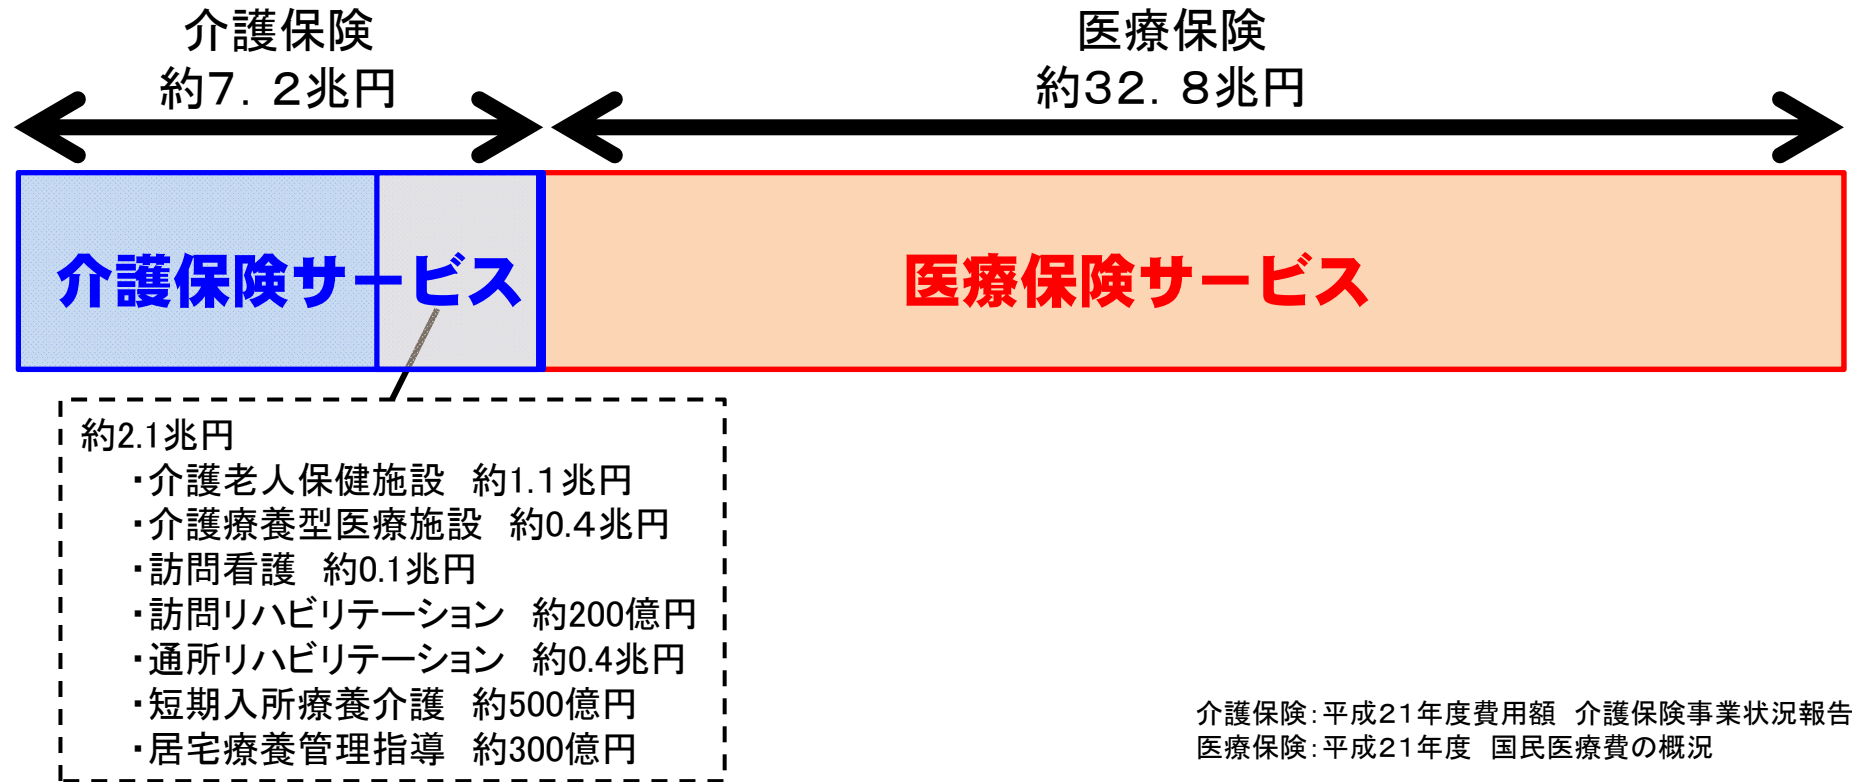 介護保険
約7．2兆円
医療保険
約32．8兆円
介護保険サービス
医療保険サービス
約2.1兆円
・介護老人保健施設　約1.1兆円
・介護療養型医療施設　約0.4兆円
・訪問看護　約0.1兆円
・訪問リハビリテーション　約200億円
・通所リハビリテーション　約0.4兆円
・短期入所療養介護　約500億円
・居宅療養管理指導　約300億円
介護保険：平成21年度費用額　介護保険事業状況報告
医療保険：平成21年度　国民医療費の概況